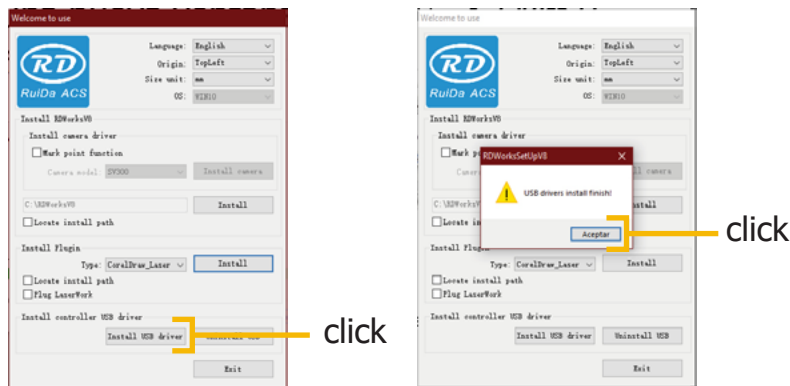 Welcome to use
Language: English
Origin: TopLeft
Size unit: mm
OS: WIN10
RD
RuiDa ACS
Install RDWorksV8
Install camera driver
Mark point function
Camera model: SV300 Install camera
C:\RDWorksV8 Install
Locate install path
Install Plugin
Type: CorelDraw_Laser Install
Locate install path
Plug LaserWork
Install controller USB driver
Install USB driver
Exit
click
Welcome to use
Language: English
Origin: TopLeft
Size unit: mm
OS: WIN10
RD
RuiDa ACS
Install RDWorksV8
Install camera driver
RDWorksSetUpV8
USB drivers install finish!
Aceptar
click
Install Plug
Type: CorelDraw_Laser Install
Locate install path
Plug LaserWork
Install controller USB driver
Install USB driver Uninstall USB
Exit